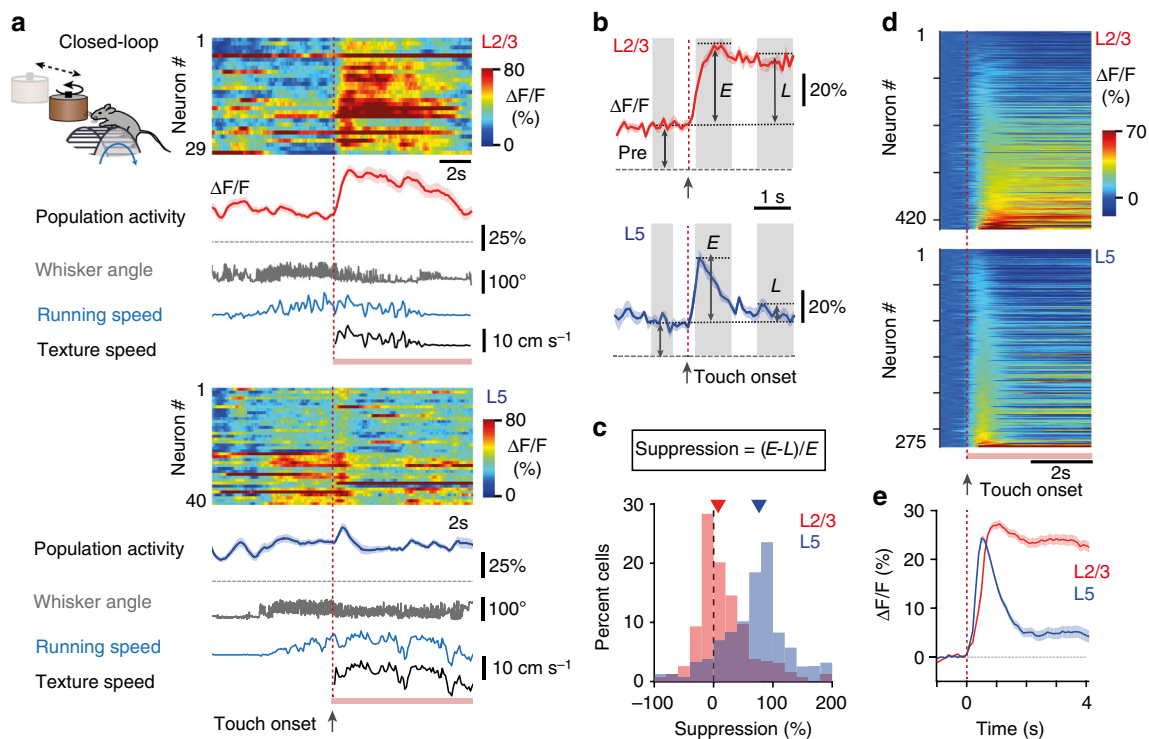 a
Closed-loop
1
Neuron #
29
L2/3
80
ΔF/F
(%)
0
2s
ΔF/F
Population activity
25%
Whisker angle
100°
Running speed
Texture speed
10 cm s⁻¹
1
Neuron #
40
L5
80
ΔF/F
(%)
0
2s
Population activity
25%
Whisker angle
100°
Running speed
10 cm s⁻¹
Texture speed
Touch onset
b
L2/3
E
L
20%
ΔF/F
Pre
1 s
L5
E
L
20%
Touch onset
c
Suppression = (E-L)/E
30
20
10
0
Percent cells
L2/3
L5
−100
0
100
200
Suppression (%)
d
1
Neuron #
420
L2/3
ΔF/F
(%)
70
0
1
Neuron #
275
L5
2s
Touch onset
e
30
20
10
0
ΔF/F (%)
L2/3
L5
0
4
Time (s)